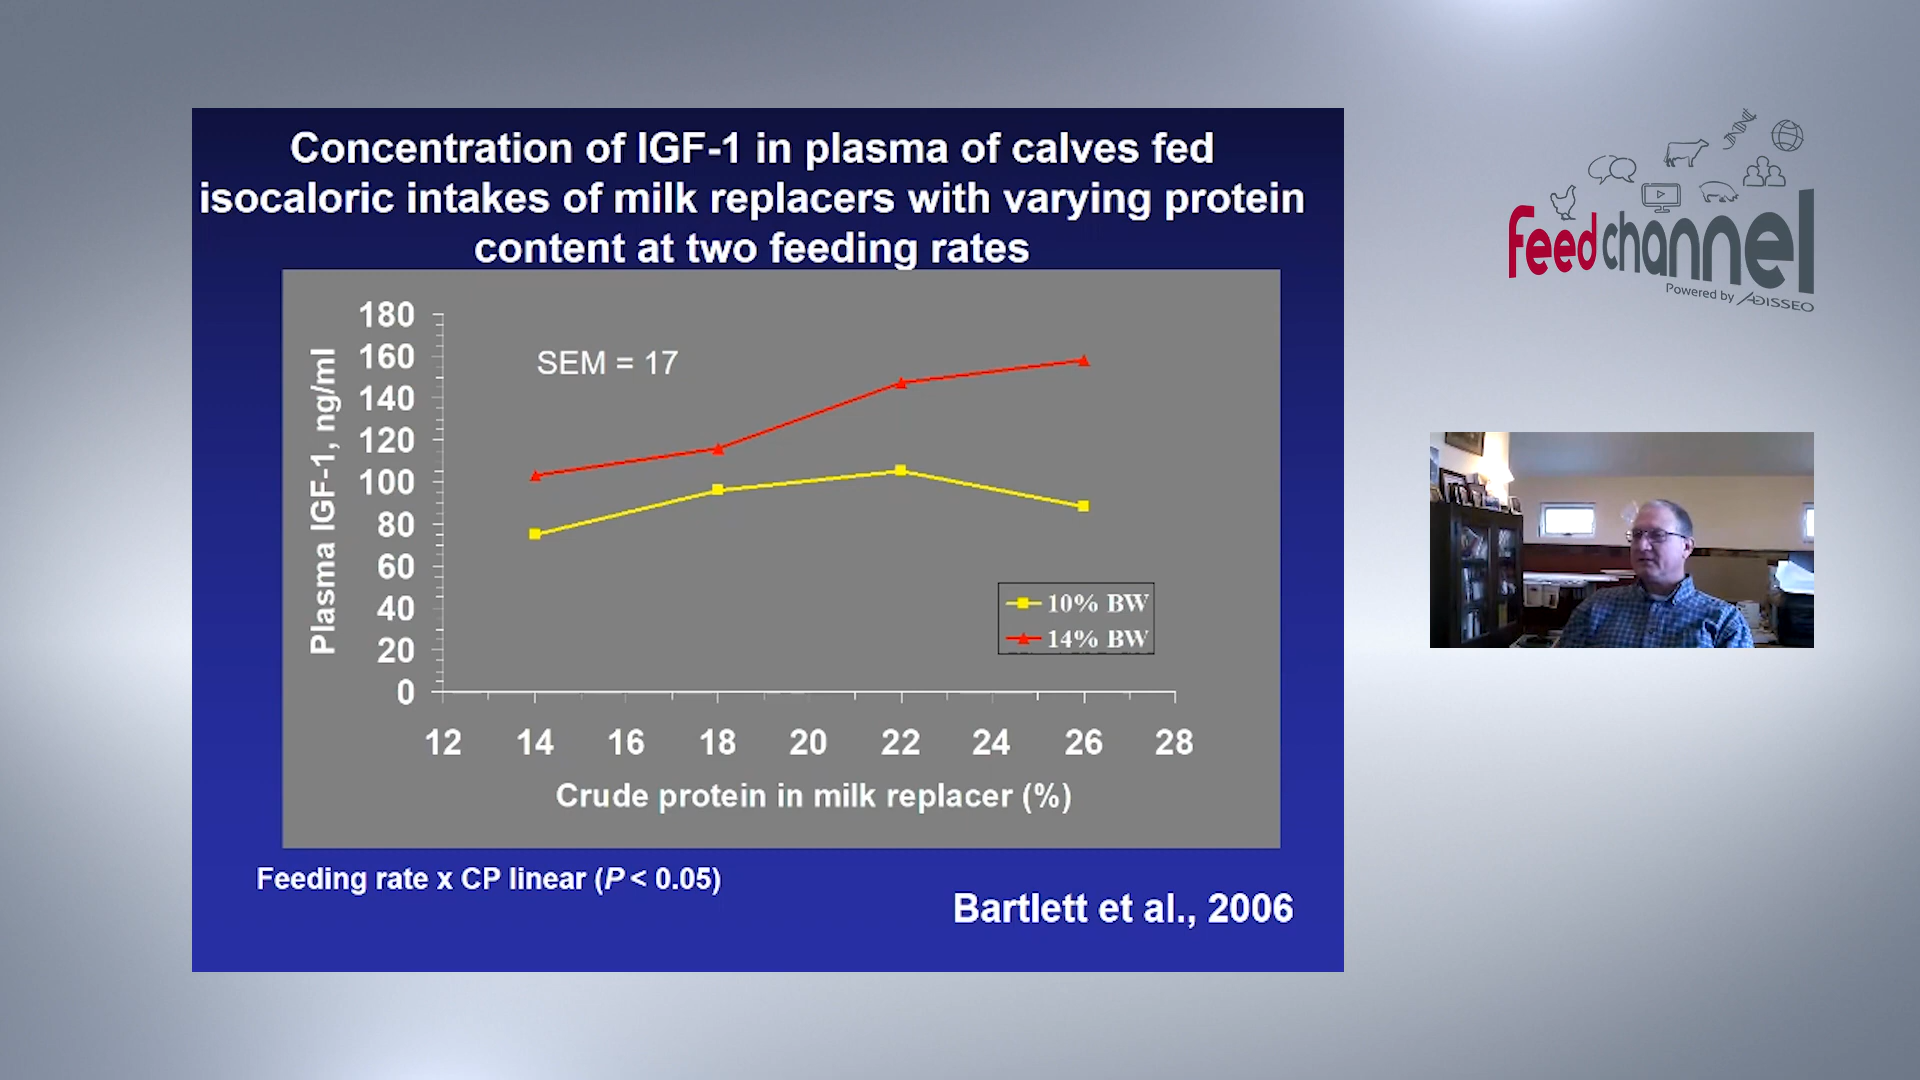 Concentration of IGF-1 in plasma of calves fed
isocaloric intakes of milk replacers with varying protein
content at two feeding rates
180
160
140
120
100
80
60
40
20
0
Plasma IGF-1, ng/ml
SEM = 17
10% BW
14% BW
12 14 16 18 20 22 24 26 28
Crude protein in milk replacer (%)
Feeding rate x CP linear (P < 0.05)
Bartlett et al., 2006
feedchannel
Powered by ADISSEO